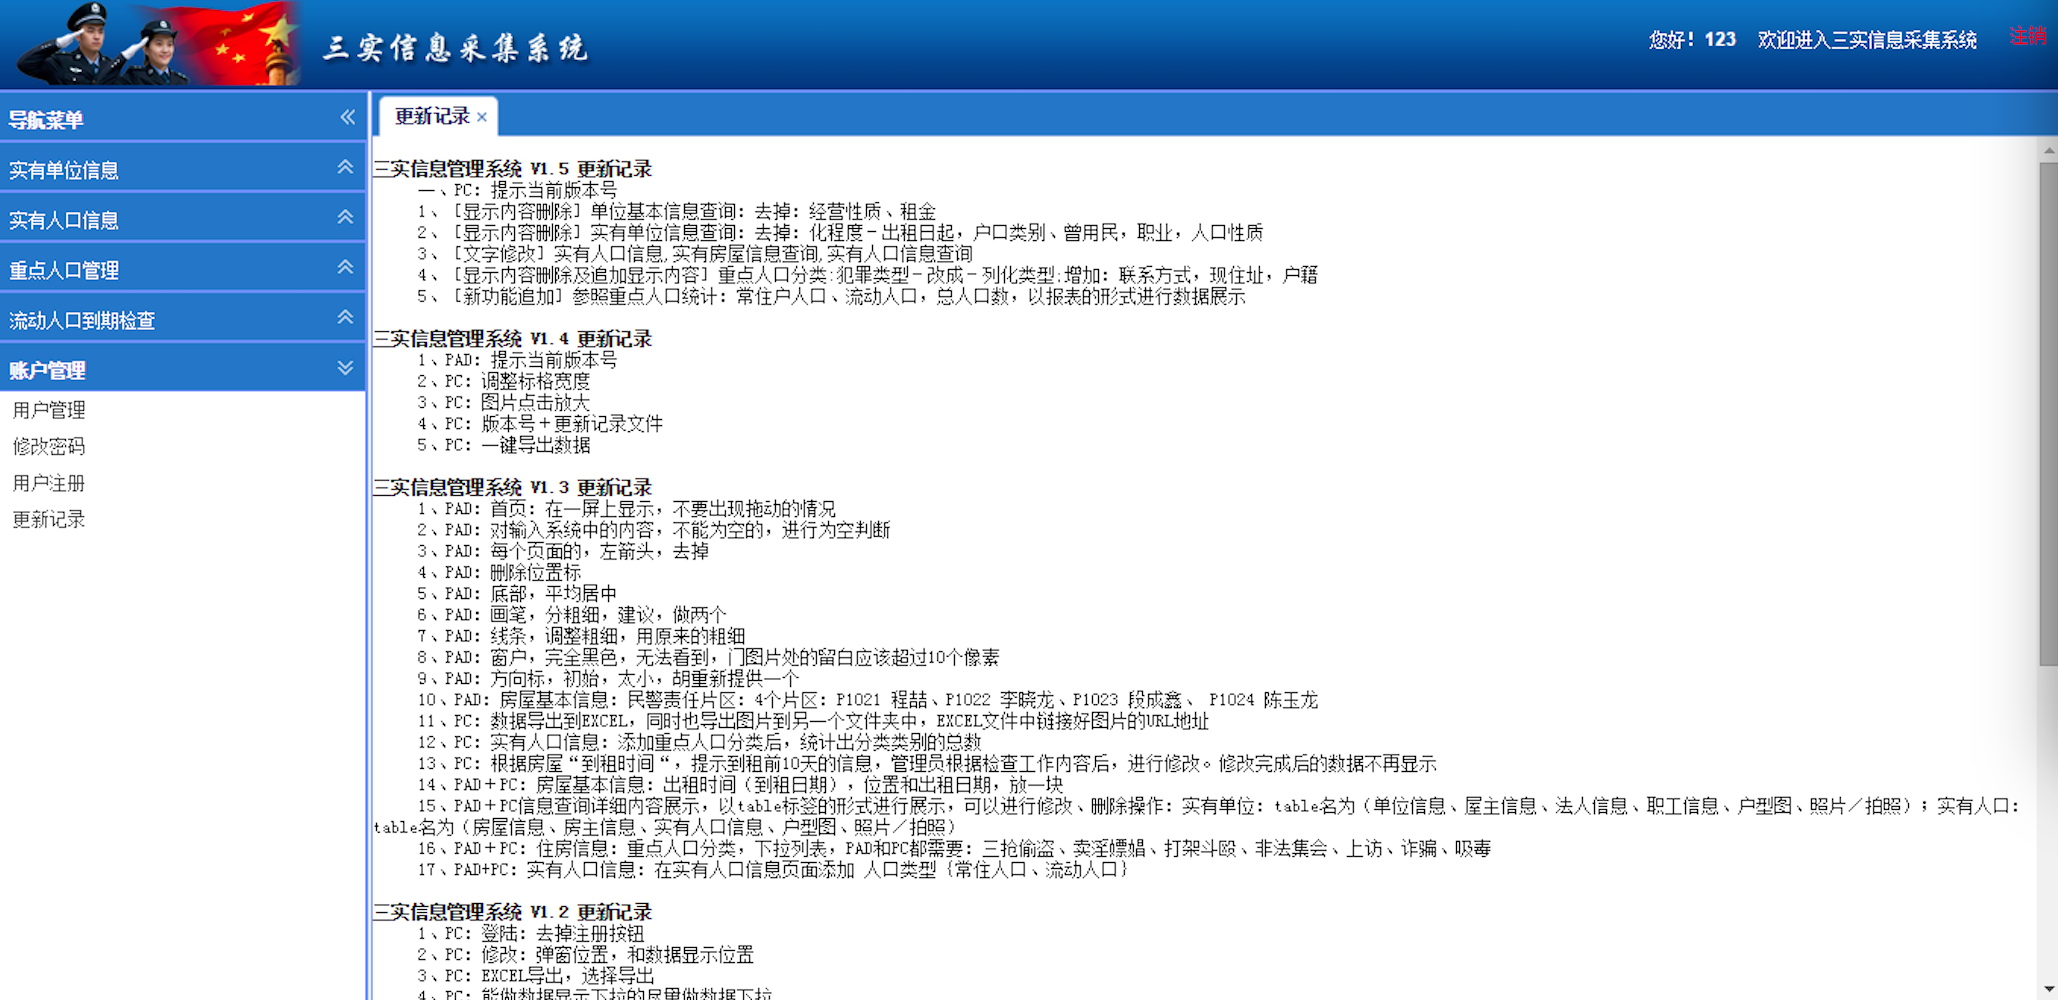 三实信息采集系统
您好！123 欢迎进入三实信息采集系统 注销
导航菜单
实有单位信息
实有人口信息
重点人口管理
流动人口到期检查
账户管理
用户管理
修改密码
用户注册
更新记录
更新记录
三实信息管理系统 V1.5 更新记录
一、PC：提示当前版本号
1、［显示内容删除］单位基本信息查询：去掉：经营性质、租金
2、［显示内容删除］实有单位信息查询：去掉：化程度－出租日起，户口类别、曾用民，职业，人口性质
3、［文字修改］实有人口信息,实有房屋信息查询,实有人口信息查询
4、［显示内容删除及追加显示内容］重点人口分类:犯罪类型－改成－列化类型;增加：联系方式，现住址，户籍
5、［新功能追加］参照重点人口统计：常住户人口、流动人口，总人口数，以报表的形式进行数据展示
三实信息管理系统 V1.4 更新记录
1、PAD：提示当前版本号
2、PC：调整标格宽度
3、PC：图片点击放大
4、PC：版本号＋更新记录文件
5、PC：一键导出数据
三实信息管理系统 V1.3 更新记录
1、PAD：首页：在一屏上显示，不要出现拖动的情况
2、PAD：对输入系统中的内容，不能为空的，进行为空判断
3、PAD：每个页面的，左箭头，去掉
4、PAD：删除位置标
5、PAD：底部，平均居中
6、PAD：画笔，分粗细，建议，做两个
7、PAD：线条，调整粗细，用原来的粗细
8、PAD：窗户，完全黑色，无法看到，门图片处的留白应该超过10个像素
9、PAD：方向标，初始，太小，胡重新提供一个
10、PAD：房屋基本信息：民警责任片区：4个片区：P1021 程喆、P1022 李晓龙、P1023 段成鑫、 P1024 陈玉龙
11、PC：数据导出到EXCEL，同时也导出图片到另一个文件夹中，EXCEL文件中链接好图片的URL地址
12、PC：实有人口信息：添加重点人口分类后，统计出分类类别的总数
13、PC：根据房屋“到租时间“，提示到租前10天的信息，管理员根据检查工作内容后，进行修改。修改完成后的数据不再显示
14、PAD＋PC：房屋基本信息：出租时间（到租日期），位置和出租日期，放一块
15、PAD＋PC信息查询详细内容展示，以table标签的形式进行展示，可以进行修改、删除操作：实有单位：table名为（单位信息、屋主信息、法人信息、职工信息、户型图、照片／拍照）；实有人口：
table名为（房屋信息、房主信息、实有人口信息、户型图、照片／拍照）
16、PAD＋PC：住房信息：重点人口分类，下拉列表，PAD和PC都需要：三抢偷盗、卖淫嫖娼、打架斗殴、非法集会、上访、诈骗、吸毒
17、PAD+PC：实有人口信息：在实有人口信息页面添加 人口类型｛常住人口、流动人口｝
三实信息管理系统 V1.2 更新记录
1、PC：登陆：去掉注册按钮
2、PC：修改：弹窗位置，和数据显示位置
3、PC：EXCEL导出，选择导出
4、PC：能做数据显示下拉的尽量做数据下拉